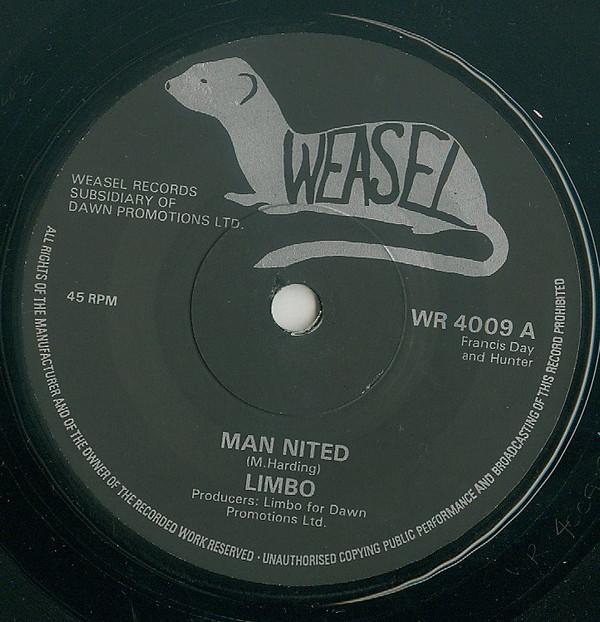 WEASEL
WEASEL RECORDS
SUBSIDIARY OF
DAWN PROMOTIONS LTD.
45 RPM
WR 4009 A
Francis Day
and Hunter
MAN NITED
(M.Harding)
LIMBO
Producers: Limbo for Dawn
Promotions Ltd.
ALL RIGHTS OF THE MANUFACTURER AND OF THE OWNER OF THE RECORDED WORK RESERVED · UNAUTHORISED COPYING PUBLIC PERFORMANCE AND BROADCASTING OF THIS RECORD PROHIBITED